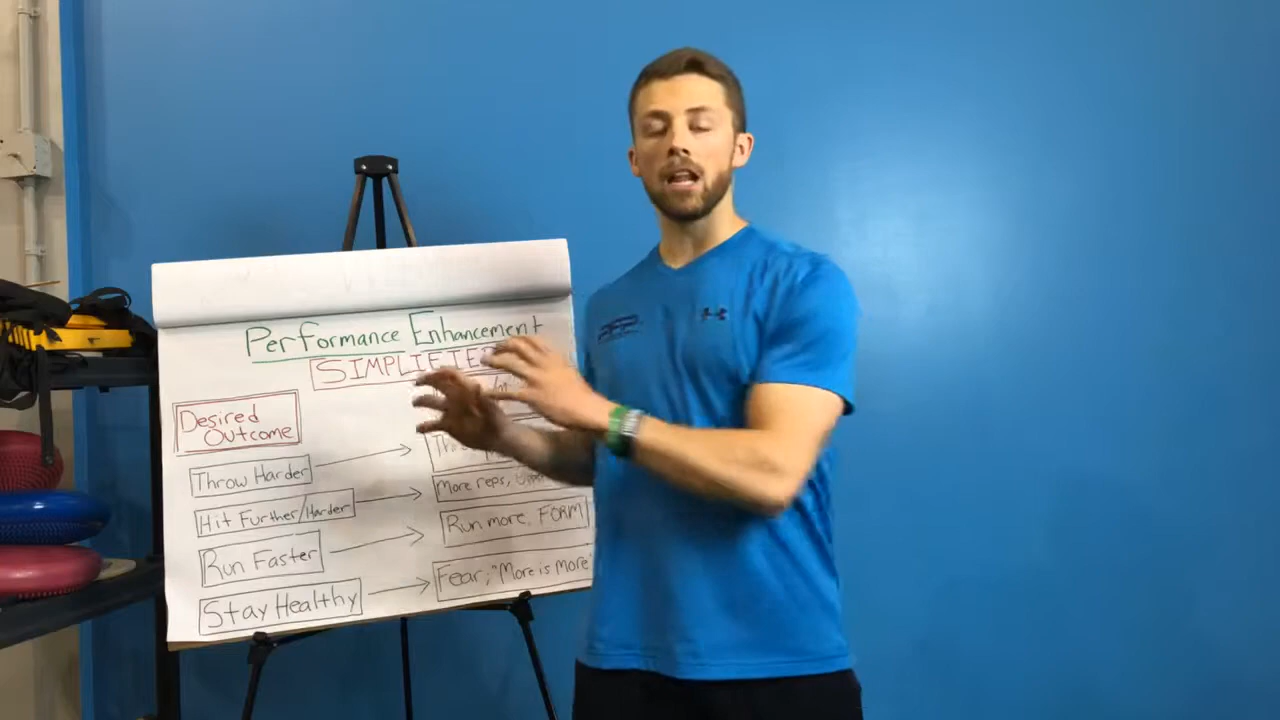 Performance Enhancement
SIMPLIFIED
Desired
Outcome
Throw Harder
More reps,
Hit Further/Harder
Run more, FORM
Run Faster
Fear, "More is more"
Stay Healthy